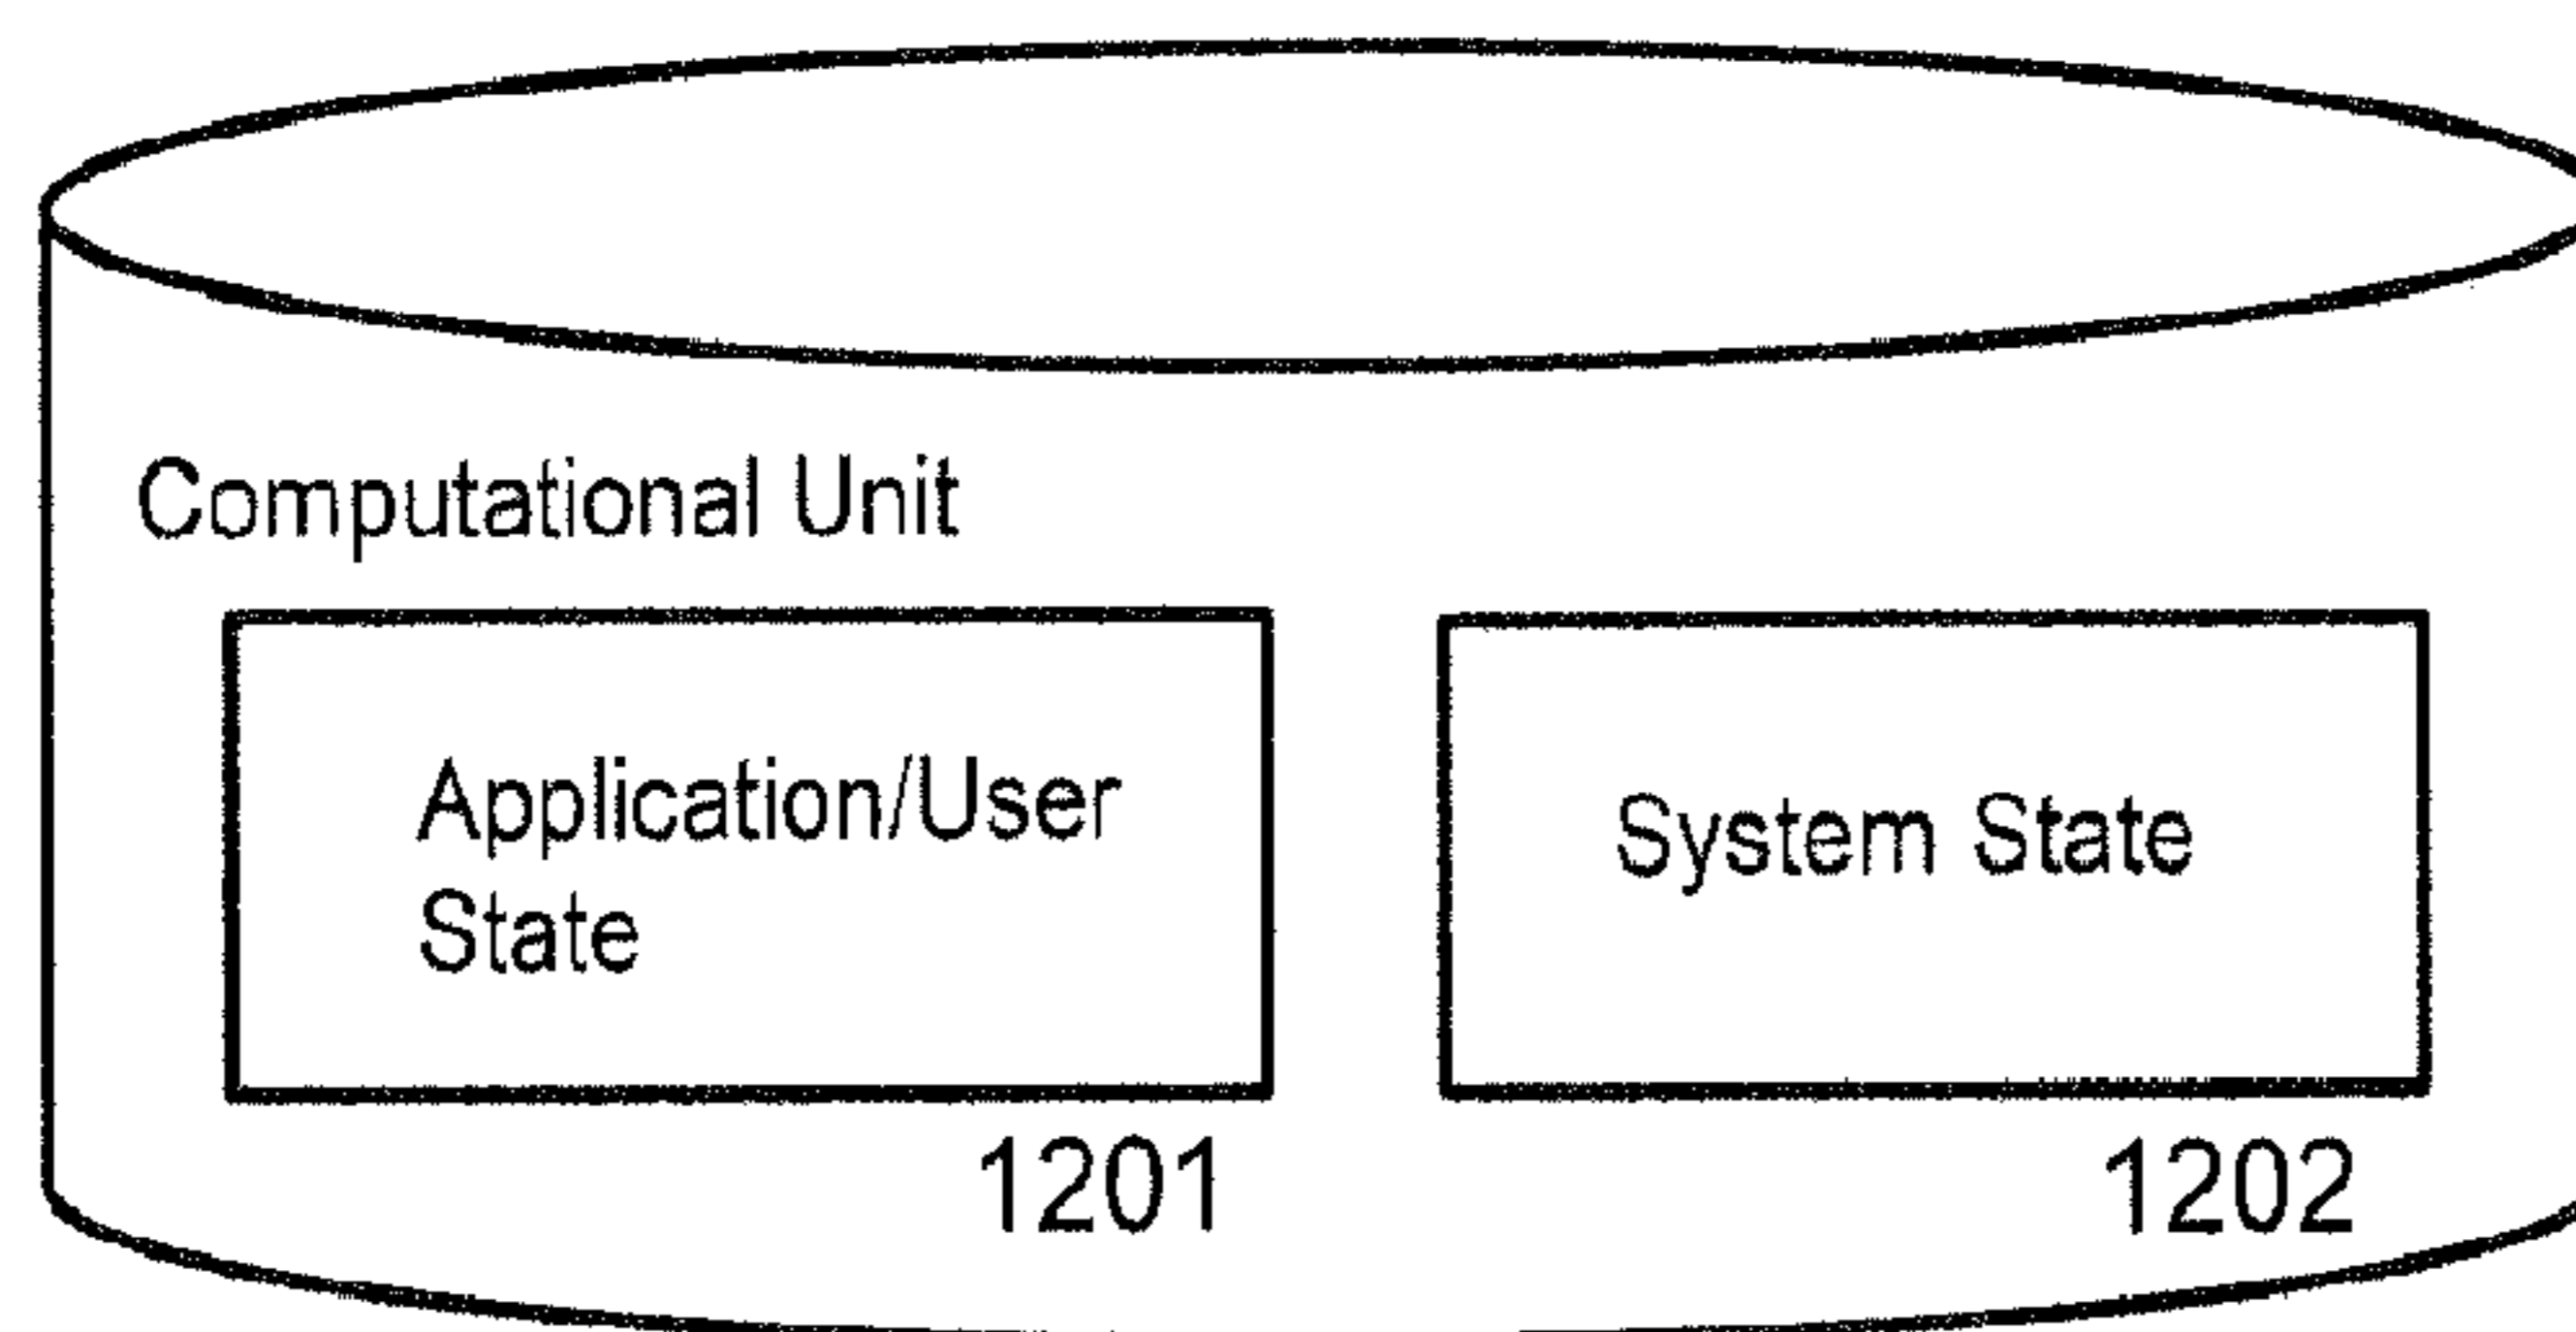 Computational Unit
Application/User
State
System State
1201
1202